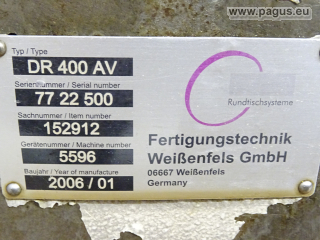 www.pagus.eu
Typ / Type
DR 400 AV
Seriennummer / Serial number
77 22 500
Sachnummer / Item number
152912
Gerätenummer / Machine number
5596
Baujahr / Year of manufacture
2006 / 01
Rundtischsysteme
Fertigungstechnik
Weißenfels GmbH
06667 Weißenfels
Germany